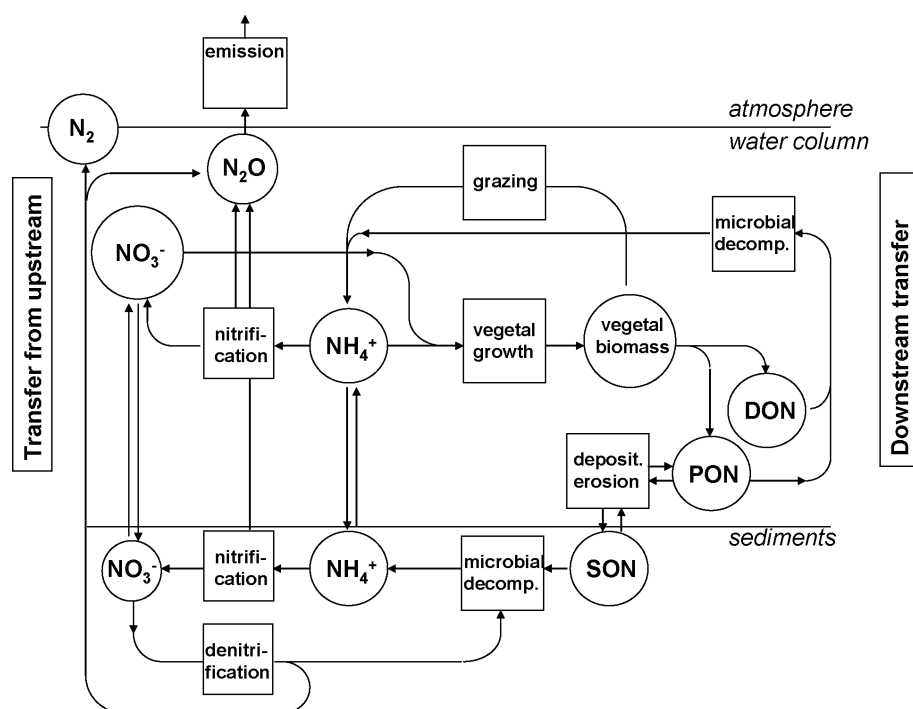 emission
atmosphere
N₂
water column
N₂O
grazing
microbial
decomp.
Transfer from upstream
Downstream transfer
NO₃⁻
nitrifi-
cation
NH₄⁺
vegetal
growth
vegetal
biomass
DON
deposit.
erosion
PON
sediments
NO₃⁻
nitrifi-
cation
NH₄⁺
microbial
decomp.
SON
denitri-
fication